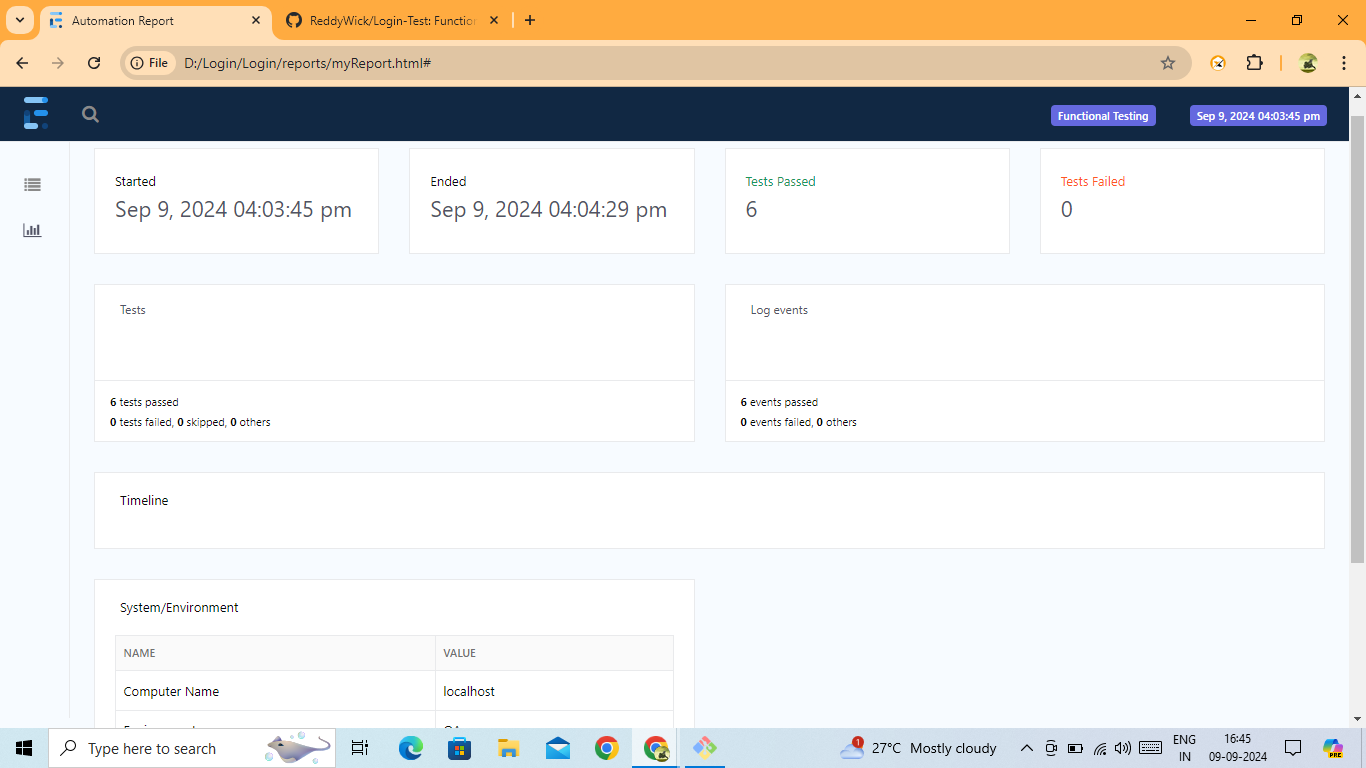 Automation Report
ReddyWick/Login-Test: Function
File
D:/Login/Login/reports/myReport.html#
Functional Testing
Sep 9, 2024 04:03:45 pm
Started
Sep 9, 2024 04:03:45 pm
Ended
Sep 9, 2024 04:04:29 pm
Tests Passed
6
Tests Failed
0
Tests
6 tests passed
0 tests failed, 0 skipped, 0 others
Log events
6 events passed
0 events failed, 0 others
Timeline
System/Environment
NAME VALUE
Computer Name localhost
Type here to search
1
27°C Mostly cloudy
ENG
IN
16:45
09-09-2024
PRE